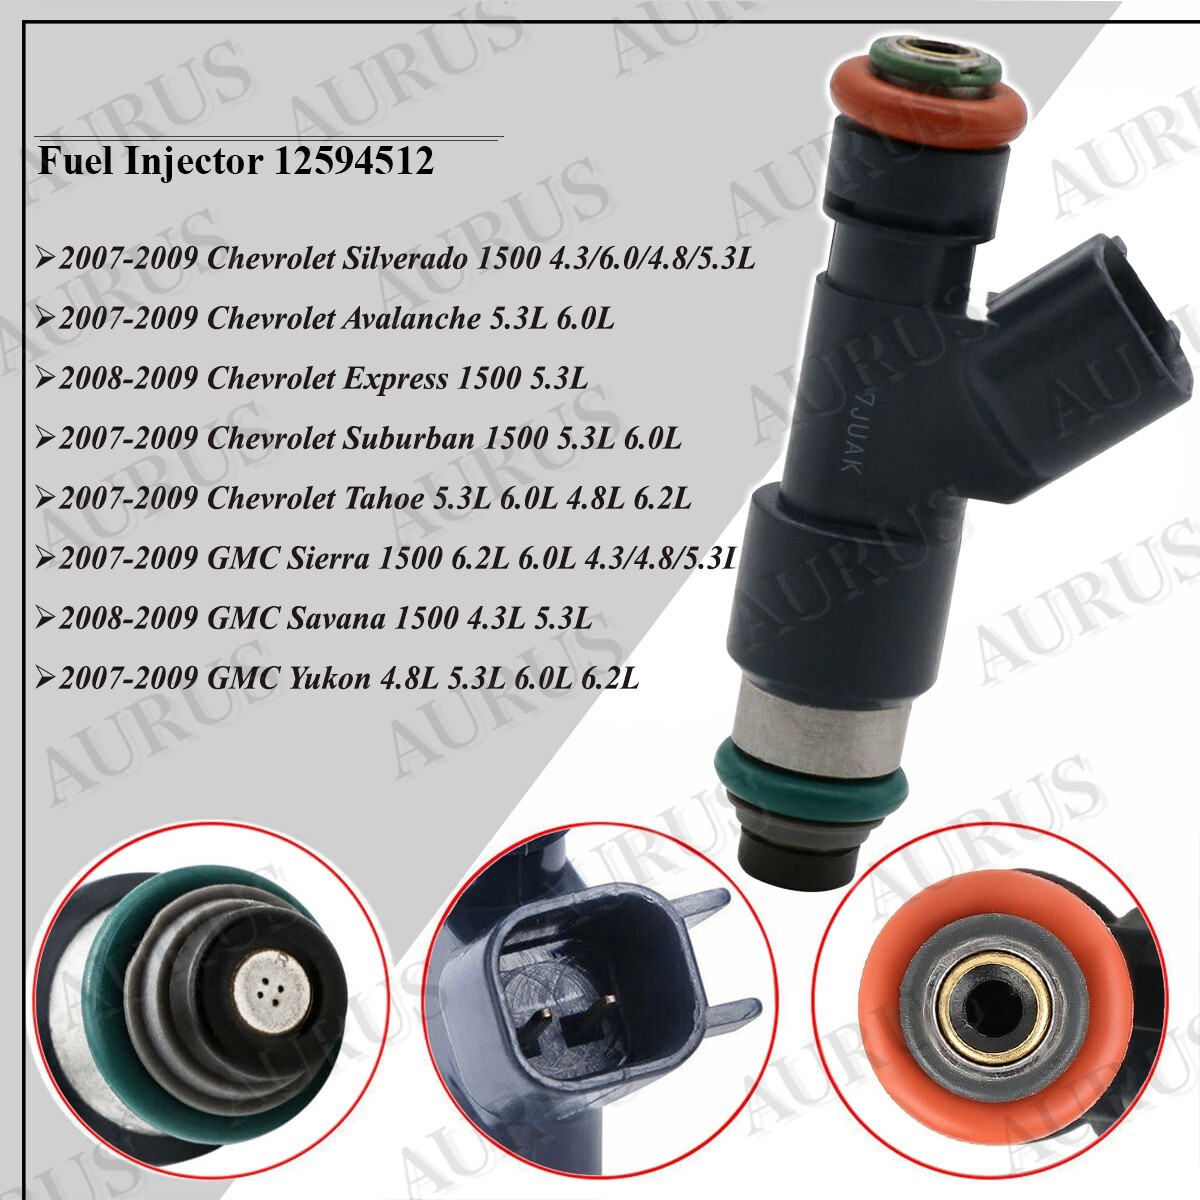 Fuel Injector 12594512
➢2007-2009 Chevrolet Silverado 1500 4.3/6.0/4.8/5.3L
➢2007-2009 Chevrolet Avalanche 5.3L 6.0L
➢2008-2009 Chevrolet Express 1500 5.3L
➢2007-2009 Chevrolet Suburban 1500 5.3L 6.0L
➢2007-2009 Chevrolet Tahoe 5.3L 6.0L 4.8L 6.2L
➢2007-2009 GMC Sierra 1500 6.2L 6.0L 4.3/4.8/5.3I
➢2008-2009 GMC Savana 1500 4.3L 5.3L
➢2007-2009 GMC Yukon 4.8L 5.3L 6.0L 6.2L
AURUS